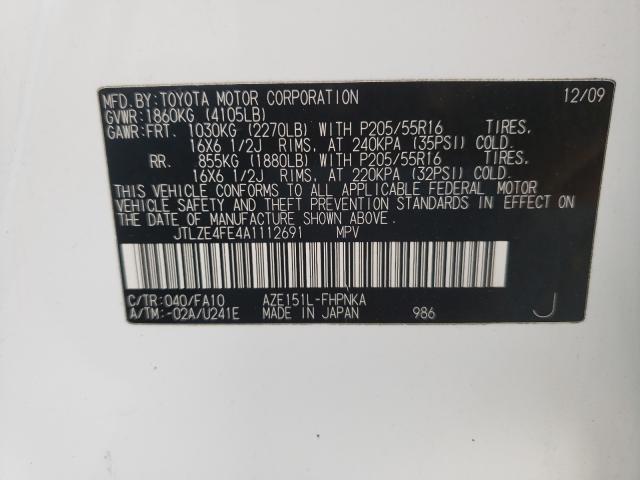 MFD.BY:TOYOTA MOTOR CORPORATION 12/09
GVWR:1860KG (4105LB)
GAWR:FRT. 1030KG (2270LB) WITH P205/55R16 TIRES,
16X6 1/2J RIMS, AT 240KPA (35PSI) COLD.
RR. 855KG (1880LB) WITH P205/55R16 TIRES,
16X6 1/2J RIMS, AT 220KPA (32PSI) COLD.
THIS VEHICLE CONFORMS TO ALL APPLICABLE FEDERAL MOTOR
VEHICLE SAFETY AND THEFT PREVENTION STANDARDS IN EFFECT ON
THE DATE OF MANUFACTURE SHOWN ABOVE.
JTLZE4FE4A1112691 MPV
C/TR:040/FA10 AZE151L-FHPNKA
A/TM:-02A/U241E MADE IN JAPAN 986 J